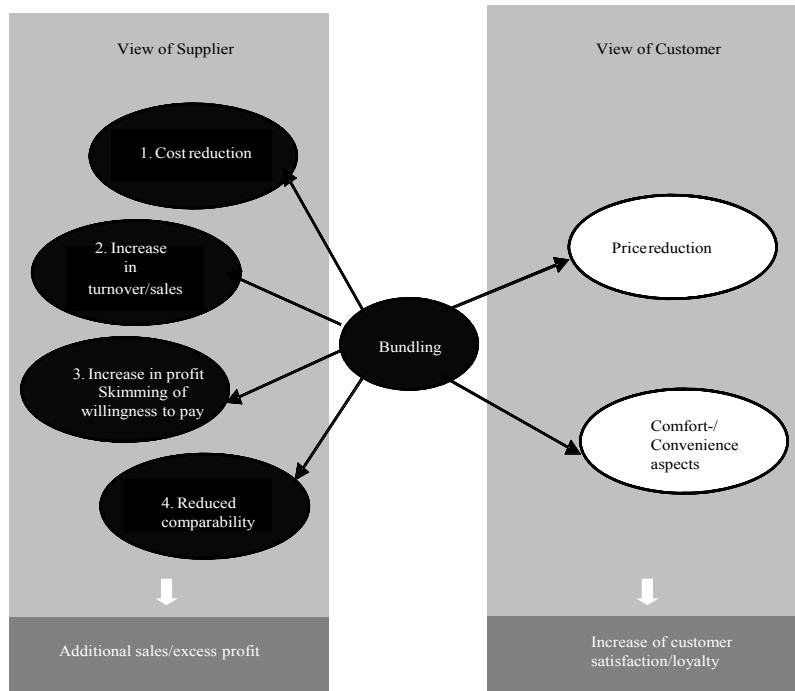 View of Supplier
1. Cost reduction
2. Increase
in
turnover/sales
3. Increase in profit
Skimming of
willingness to pay
4. Reduced
comparability
Additional sales/excess profit
Bundling
View of Customer
Price reduction
Comfort-/
Convenience
aspects
Increase of customer
satisfaction/loyalty